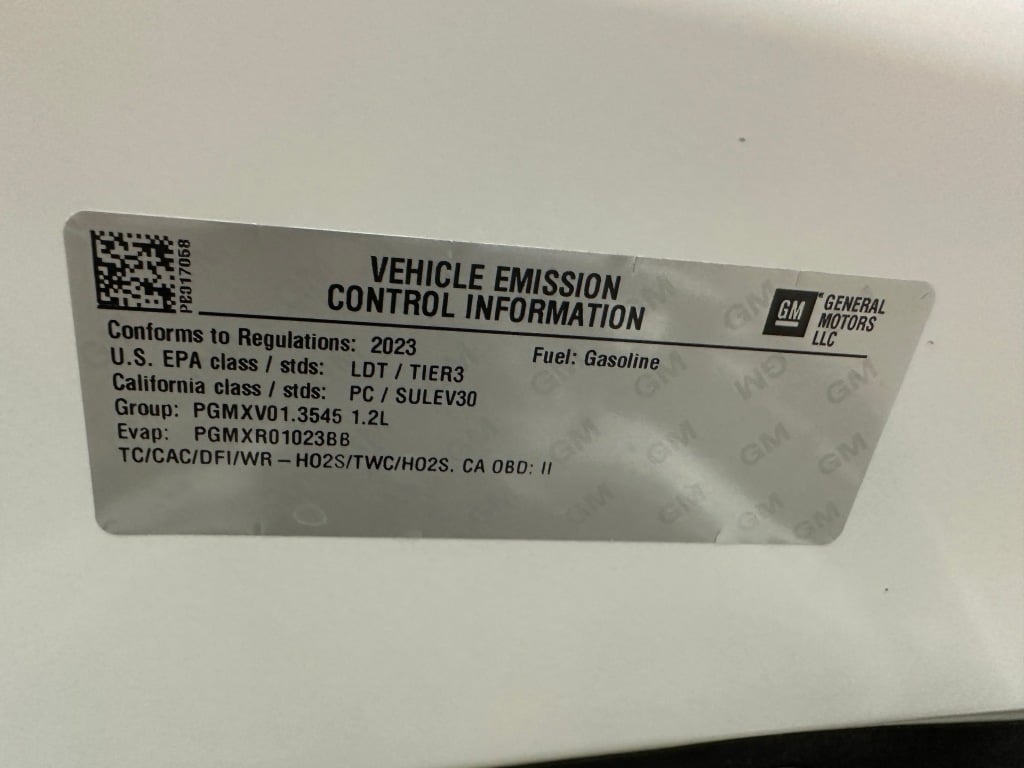 PB017058
VEHICLE EMISSION
CONTROL INFORMATION
GM GENERAL
MOTORS
LLC
Conforms to Regulations: 2023
Fuel: Gasoline
U.S. EPA class / stds: LDT / TIER3
California class / stds: PC / SULEV30
Group: PGMXV01.3545 1.2L
Evap: PGMXR01023BB
TC/CAC/DFI/WR – HO2S/TWC/HO2S. CA OBD: II